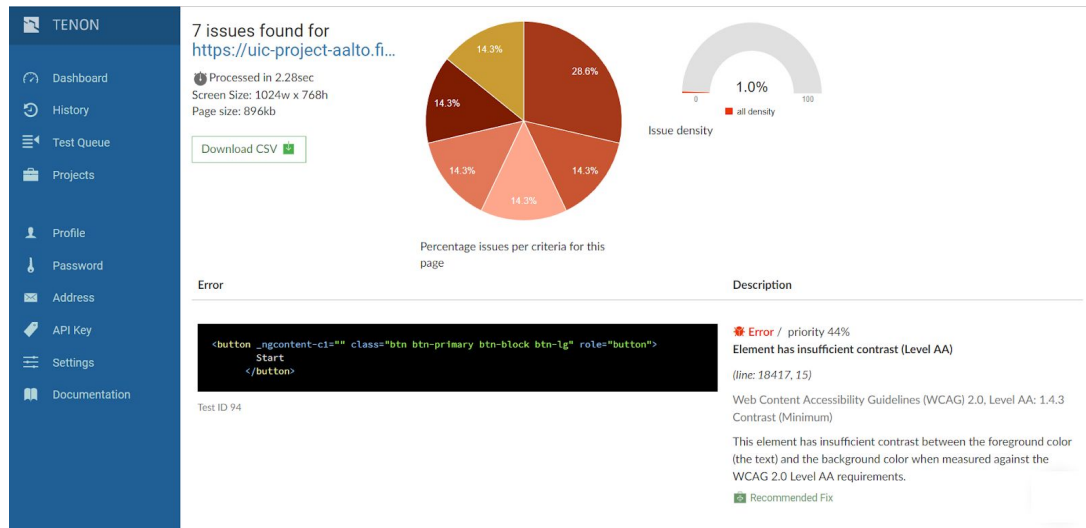 TENON
Dashboard
History
Test Queue
Projects
Profile
Password
Address
API Key
Settings
Documentation
7 issues found for
https://uic-project-aalto.fi...
Processed in 2.28sec
Screen Size: 1024w x 768h
Page size: 896kb
Download CSV
14.3%
28.6%
14.3%
14.3%
14.3%
14.3%
Percentage issues per criteria for this
page
1.0%
0
100
all density
Issue density
Error
Description
<button _ngcontent-c1="" class="btn btn-primary btn-block btn-lg" role="button">
Start
</button>
Test ID 94
Error / priority 44%
Element has insufficient contrast (Level AA)
(line: 18417, 15)
Web Content Accessibility Guidelines (WCAG) 2.0, Level AA: 1.4.3
Contrast (Minimum)
This element has insufficient contrast between the foreground color
(the text) and the background color when measured against the
WCAG 2.0 Level AA requirements.
Recommended Fix